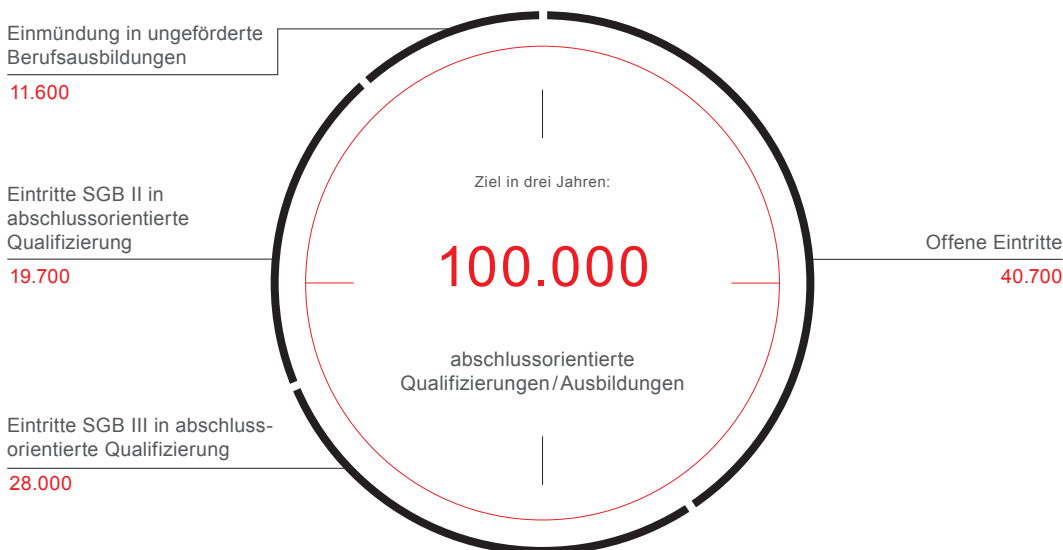 Einmündung in ungeförderte
Berufsausbildungen
11.600
Eintritte SGB II in
abschlussorientierte
Qualifizierung
19.700
Eintritte SGB III in abschluss-
orientierte Qualifizierung
28.000
Ziel in drei Jahren:
100.000
abschlussorientierte
Qualifizierungen/Ausbildungen
Offene Eintritte
40.700